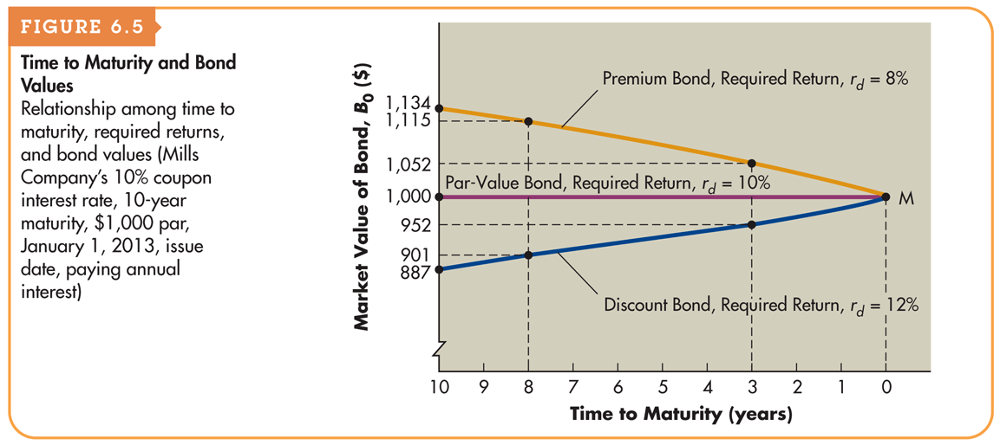 FIGURE 6.5
Time to Maturity and Bond
Values
Relationship among time to
maturity, required returns,
and bond values (Mills
Company’s 10% coupon
interest rate, 10-year
maturity, $1,000 par,
January 1, 2013, issue
date, paying annual
interest)
Market Value of Bond, B0 ($)
1,134
1,115
1,052
1,000
952
901
887
Premium Bond, Required Return, rd = 8%
Par-Value Bond, Required Return, rd = 10%
M
Discount Bond, Required Return, rd = 12%
10 9 8 7 6 5 4 3 2 1 0
Time to Maturity (years)